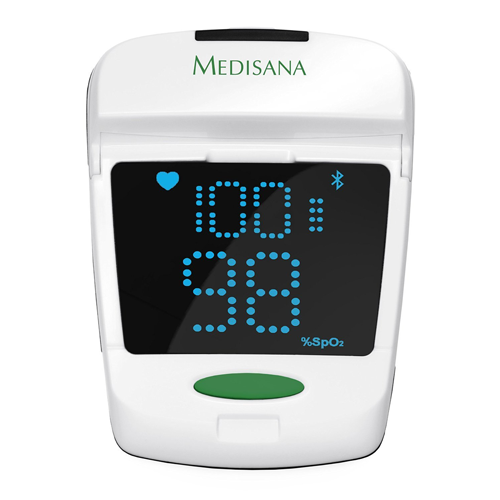 MEDISANA
100
98
%SpO₂